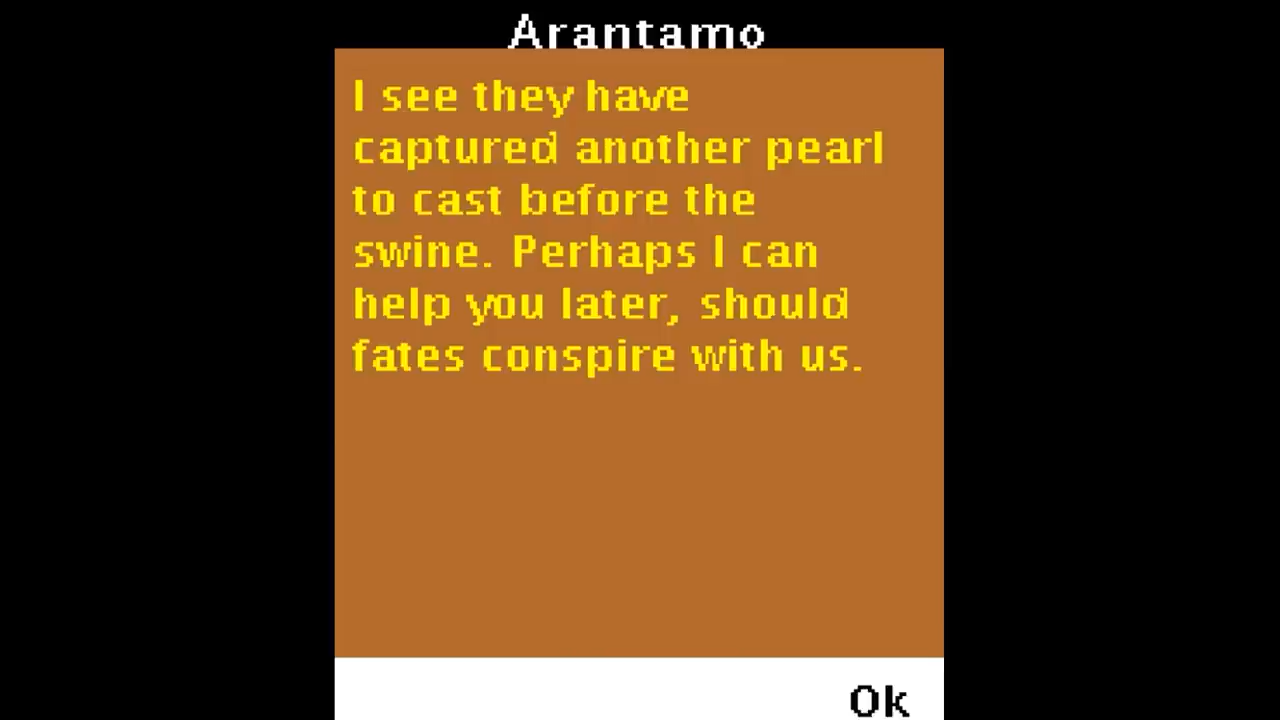 Arantamo
I see they have
captured another pearl
to cast before the
swine. Perhaps I can
help you later, should
fates conspire with us.
Ok